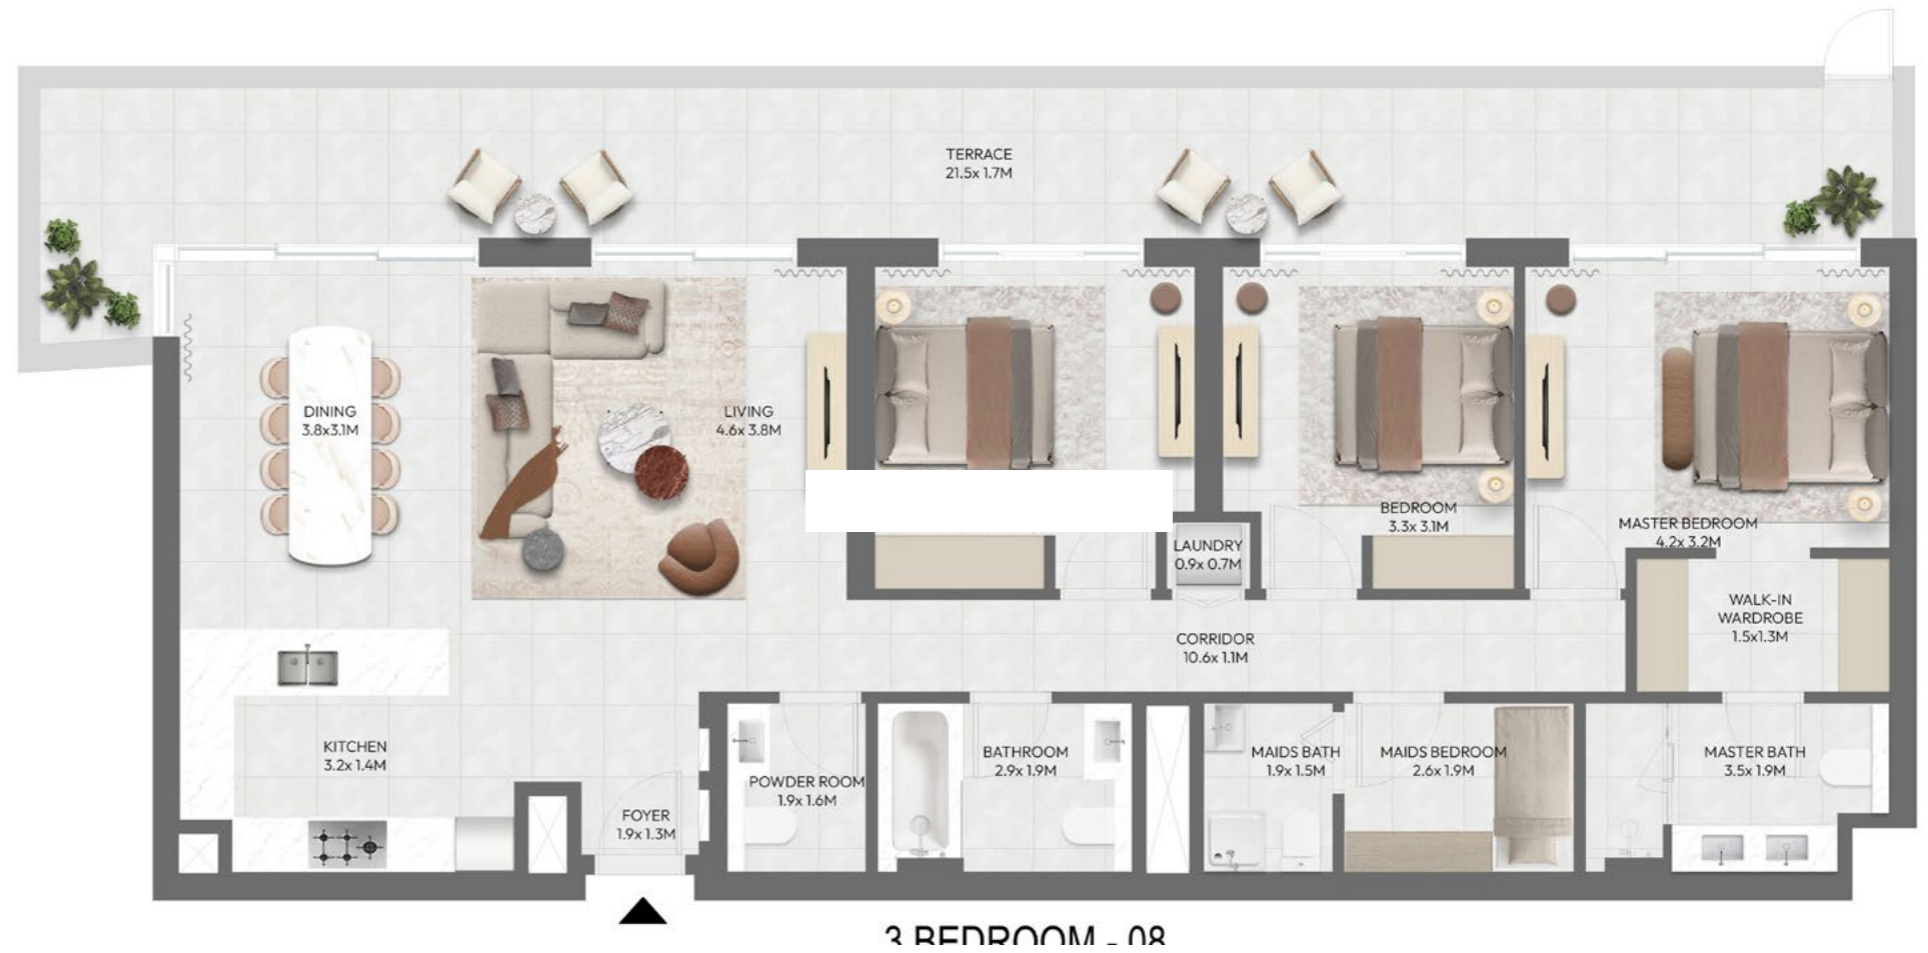 TERRACE
21.5x 1.7M
DINING
3.8x3.1M
LIVING
4.6x 3.8M
BEDROOM
3.3x 3.1M
MASTER BEDROOM
4.2x 3.2M
LAUNDRY
0.9x 0.7M
WALK-IN
WARDROBE
1.5x1.3M
CORRIDOR
10.6x 1.1M
KITCHEN
3.2x 1.4M
FOYER
1.9x 1.3M
POWDER ROOM
1.9x 1.6M
BATHROOM
2.9x 1.9M
MAIDS BATH
1.9x 1.5M
MAIDS BEDROOM
2.6x 1.9M
MASTER BATH
3.5x 1.9M
3 BEDROOM - 08